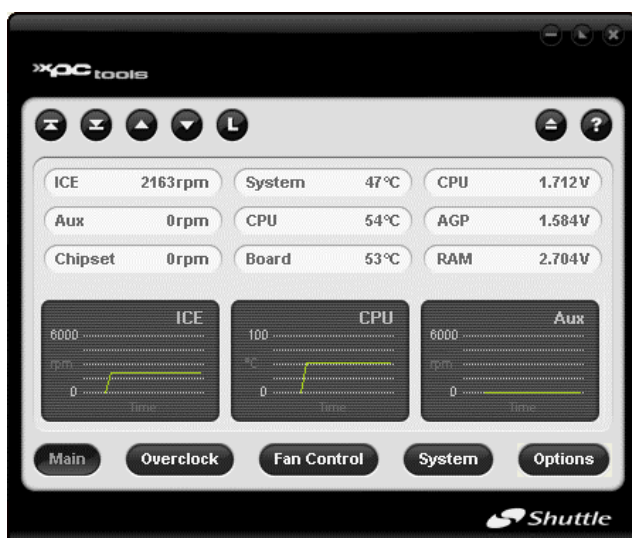 XPC tools
L
?
ICE 2163rpm System 47°C CPU 1.712V
Aux 0rpm CPU 54°C AGP 1.584V
Chipset 0rpm Board 53°C RAM 2.704V
ICE CPU Aux
6000 100 6000
rpm °C rpm
0 0 0
Time Time Time
Main Overclock Fan Control System Options
Shuttle